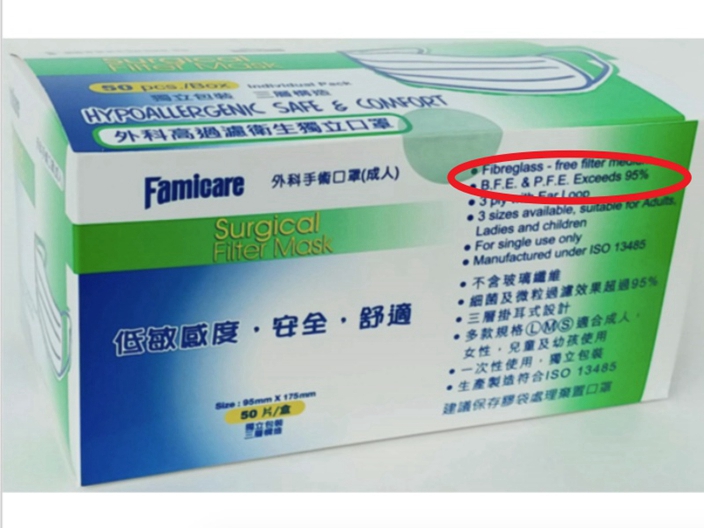 Surgical
Filter Mask
50 pcs./Box Individual Pack
獨立包裝 三層構造
HYPOALLERGENIC SAFE & COMFORT
外科高過濾衛生獨立口罩
Famicare 外科手術口罩(成人)
Surgical
Filter Mask
低敏感度・安全・舒適
Size : 95mm X 175mm
50 片/盒
獨立包裝
三層構造
• Fibreglass - free filter media
• B.F.E. & P.F.E. Exceeds 95%
• 3 ply with Ear Loop
• 3 sizes available, suitable for Adults,
Ladies and children
• For single use only
• Manufactured under ISO 13485
• 不含玻璃纖維
• 細菌及微粒過濾效果超過95%
• 三層掛耳式設計
• 多款規格ⓁⓂⓈ適合成人,
女性,兒童及幼孩使用
• 一次性使用,獨立包裝
• 生產製造符合ISO 13485
建議保存膠袋處理棄置口罩